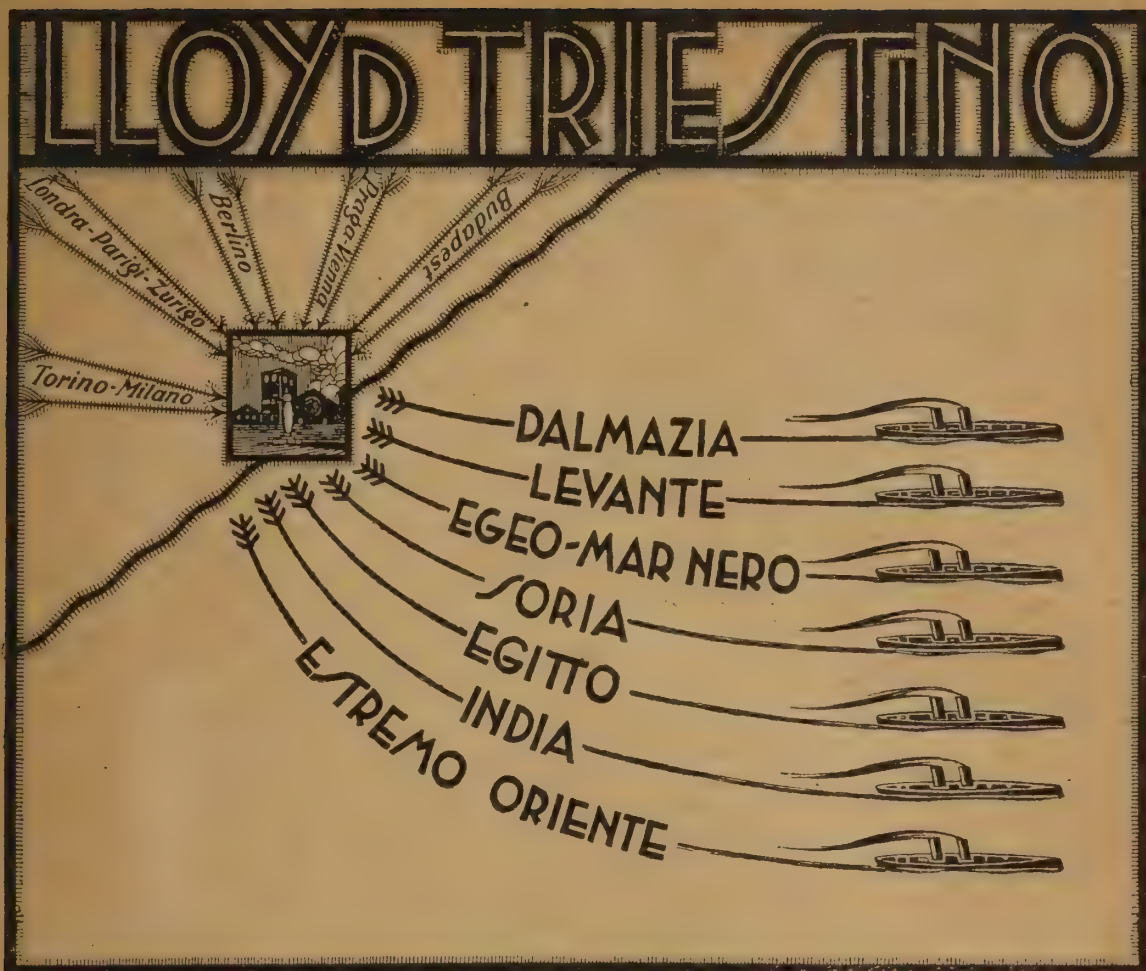 LLOYD TRIESTINO
Londra-Parigi-Zurigo
Berlino
Praga-Vienna
Budapest
Torino-Milano
DALMAZIA
LEVANTE
EGEO-MAR NERO
SORIA
EGITTO
INDIA
ESTREMO ORIENTE